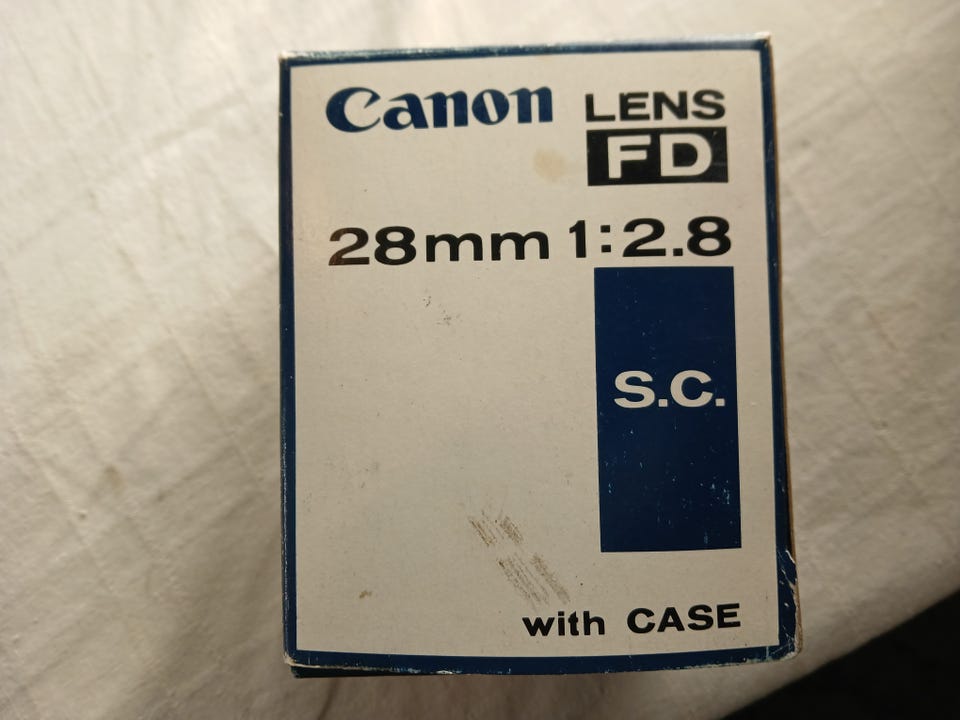 Canon LENS
FD
28mm 1:2.8
S.C.
with CASE